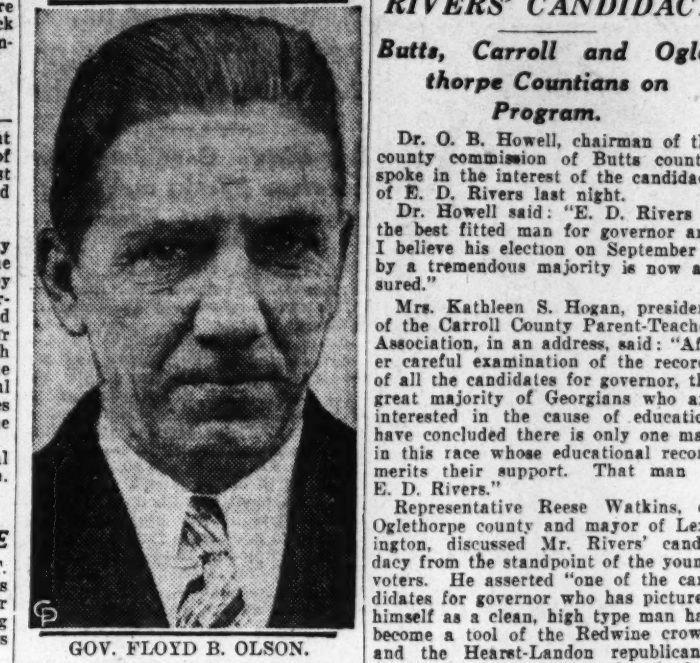 GOV. FLOYD B. OLSON.
RIVERS' CANDIDAC
Butts, Carroll and Ogle
thorpe Countians on
Program.
Dr. O. B. Howell, chairman of t
county commission of Butts count
spoke in the interest of the candida
of E. D. Rivers last night.
Dr. Howell said: "E. D. Rivers
the best fitted man for governor a
I believe his election on September
by a tremendous majority is now a
sured."
Mrs. Kathleen S. Hogan, preside
of the Carroll County Parent-Teach
Association, in an address, said: "Af
er careful examination of the recor
of all the candidates for governor, t
great majority of Georgians who a
interested in the cause of educati
have concluded there is only one ma
in this race whose educational reco
merits their support. That man
E. D. Rivers."
Representative Reese Watkins,
Oglethorpe county and mayor of Le
ington, discussed Mr. Rivers' cand
dacy from the standpoint of the youn
voters. He asserted "one of the ca
didates for governor who has picture
himself as a clean, high type man ha
become a tool of the Redwine crow
and the Hearst-Landon republican